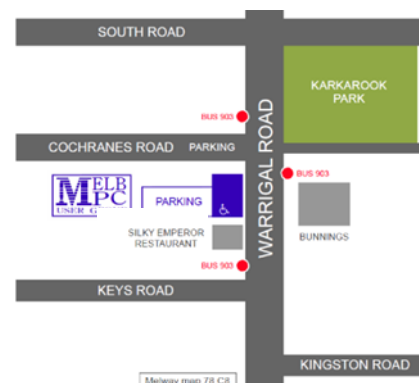 SOUTH ROAD
KARKAROOK
PARK
BUS 903
COCHRANES ROAD PARKING
WARRIGAL ROAD
BUS 903
MELB
PC
USER G
PARKING
SILKY EMPEROR
RESTAURANT
BUNNINGS
BUS 903
KEYS ROAD
KINGSTON ROAD
Melway map 78 C8